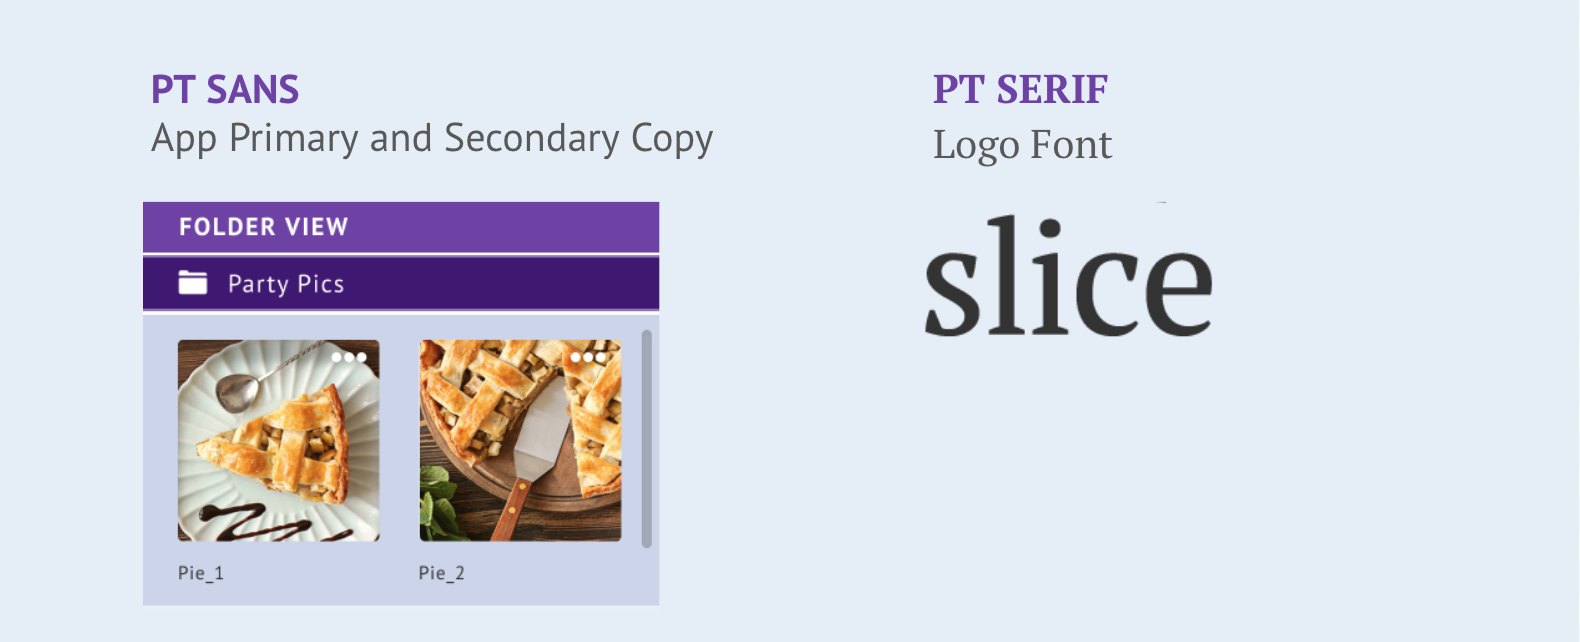 PT SANS
App Primary and Secondary Copy
FOLDER VIEW
Party Pics
Pie_1
Pie_2
PT SERIF
Logo Font
slice